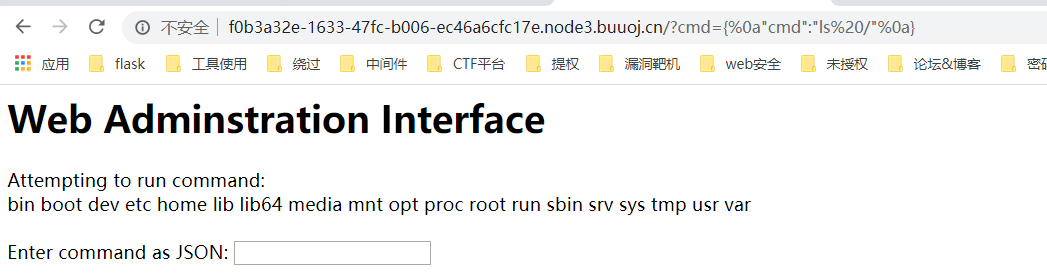 不安全 | f0b3a32e-1633-47fc-b006-ec46a6cfc17e.node3.buuoj.cn/?cmd={%0a"cmd":"ls%20/"%0a}
应用 flask 工具使用 绕过 中间件 CTF平台 提权 漏洞靶机 web安全 未授权 论坛&博客 密码
Web Adminstration Interface
Attempting to run command:
bin boot dev etc home lib lib64 media mnt opt proc root run sbin srv sys tmp usr var
Enter command as JSON: